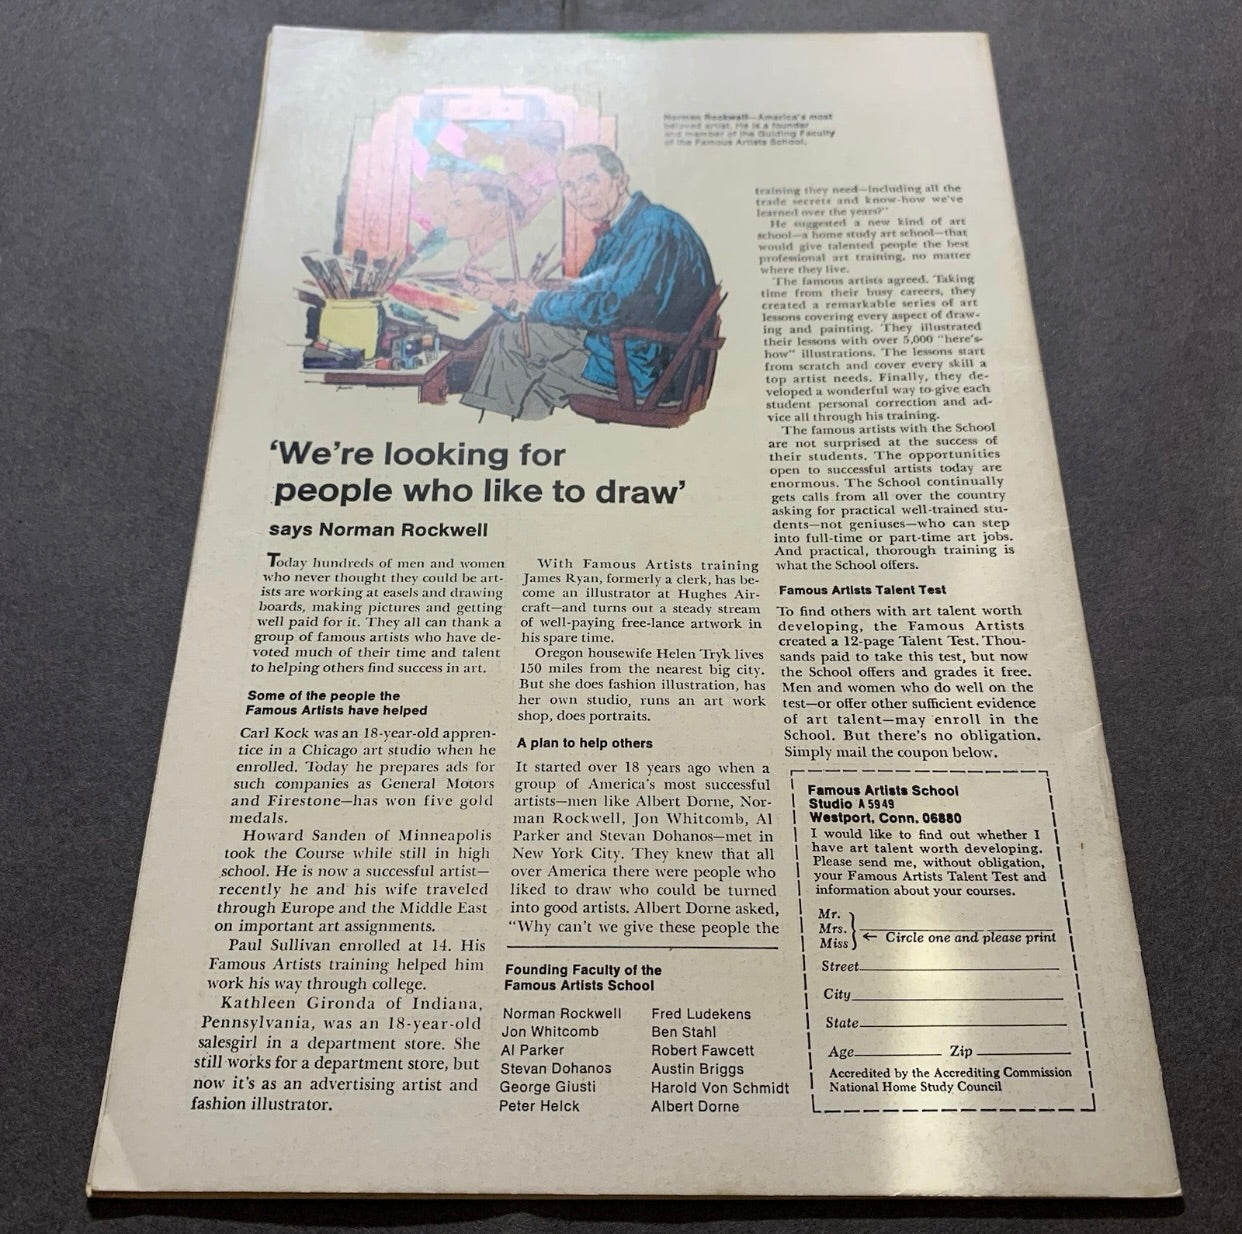 Norman Rockwell—America's most
beloved artist. He is a founder
and member of the Guiding Faculty
of the Famous Artists School.
'We're looking for
people who like to draw'
says Norman Rockwell
Today hundreds of men and women
who never thought they could be art-
ists are working at easels and drawing
boards, making pictures and getting
well paid for it. They all can thank a
group of famous artists who have de-
voted much of their time and talent
to helping others find success in art.
Some of the people the
Famous Artists have helped
Carl Kock was an 18-year-old appren-
tice in a Chicago art studio when he
enrolled. Today he prepares ads for
such companies as General Motors
and Firestone—has won five gold
medals.
Howard Sanden of Minneapolis
took the Course while still in high
school. He is now a successful artist—
recently he and his wife traveled
through Europe and the Middle East
on important art assignments.
Paul Sullivan enrolled at 14. His
Famous Artists training helped him
work his way through college.
Kathleen Gironda of Indiana,
Pennsylvania, was an 18-year-old
salesgirl in a department store. She
still works for a department store, but
now it's as an advertising artist and
fashion illustrator.
With Famous Artists training
James Ryan, formerly a clerk, has be-
come an illustrator at Hughes Air-
craft—and turns out a steady stream
of well-paying free-lance artwork in
his spare time.
Oregon housewife Helen Tryk lives
150 miles from the nearest big city.
But she does fashion illustration, has
her own studio, runs an art work
shop, does portraits.
A plan to help others
It started over 18 years ago when a
group of America's most successful
artists—men like Albert Dorne, Nor-
man Rockwell, Jon Whitcomb, Al
Parker and Stevan Dohanos—met in
New York City. They knew that all
over America there were people who
liked to draw who could be turned
into good artists. Albert Dorne asked,
"Why can't we give these people the
training they need—including all the
trade secrets and know-how we've
learned over the years?"
He suggested a new kind of art
school—a home study art school—that
would give talented people the best
professional art training, no matter
where they live.
The famous artists agreed. Taking
time from their busy careers, they
created a remarkable series of art
lessons covering every aspect of draw-
ing and painting. They illustrated
their lessons with over 5,000 "here's-
how" illustrations. The lessons start
from scratch and cover every skill a
top artist needs. Finally, they de-
veloped a wonderful way to give each
student personal correction and ad-
vice all through his training.
The famous artists with the School
are not surprised at the success of
their students. The opportunities
open to successful artists today are
enormous. The School continually
gets calls from all over the country
asking for practical well-trained stu-
dents—not geniuses—who can step
into full-time or part-time art jobs.
And practical, thorough training is
what the School offers.
Famous Artists Talent Test
To find others with art talent worth
developing, the Famous Artists
created a 12-page Talent Test. Thou-
sands paid to take this test, but now
the School offers and grades it free.
Men and women who do well on the
test—or offer other sufficient evidence
of art talent—may enroll in the
School. But there's no obligation.
Simply mail the coupon below.
Founding Faculty of the
Famous Artists School
Norman Rockwell
Jon Whitcomb
Al Parker
Stevan Dohanos
George Giusti
Peter Helck
Fred Ludekens
Ben Stahl
Robert Fawcett
Austin Briggs
Harold Von Schmidt
Albert Dorne
Famous Artists School
Studio A 5949
Westport, Conn. 06880
I would like to find out whether I
have art talent worth developing.
Please send me, without obligation,
your Famous Artists Talent Test and
information about your courses.
Mr.
Mrs.
Miss
← Circle one and please print
Street
City
State
Age Zip
Accredited by the Accrediting Commission
National Home Study Council